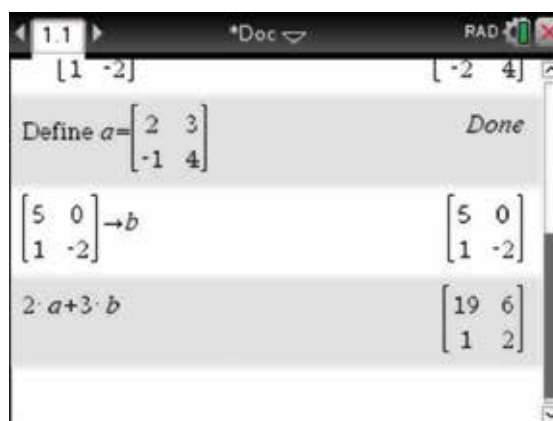 1.1 *Doc RAD
[1 -2] [-2 4]
Define a=[2 3 Done
-1 4]
[5 0 →b [5 0
1 -2] 1 -2]
2·a+3·b [19 6
1 2]